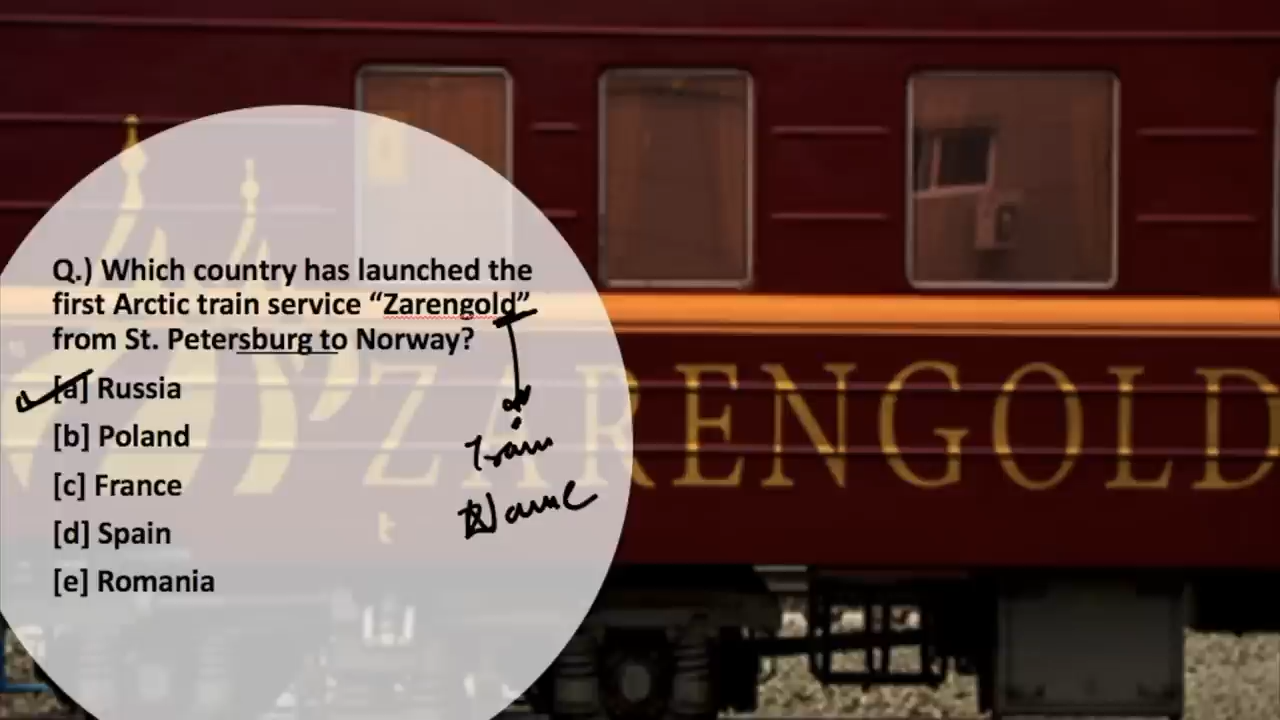 Q.) Which country has launched the
first Arctic train service “Zarengold”
from St. Petersburg to Norway?
[a] Russia
[b] Poland
[c] France
[d] Spain
[e] Romania
Train
Name
ZARENGOLD